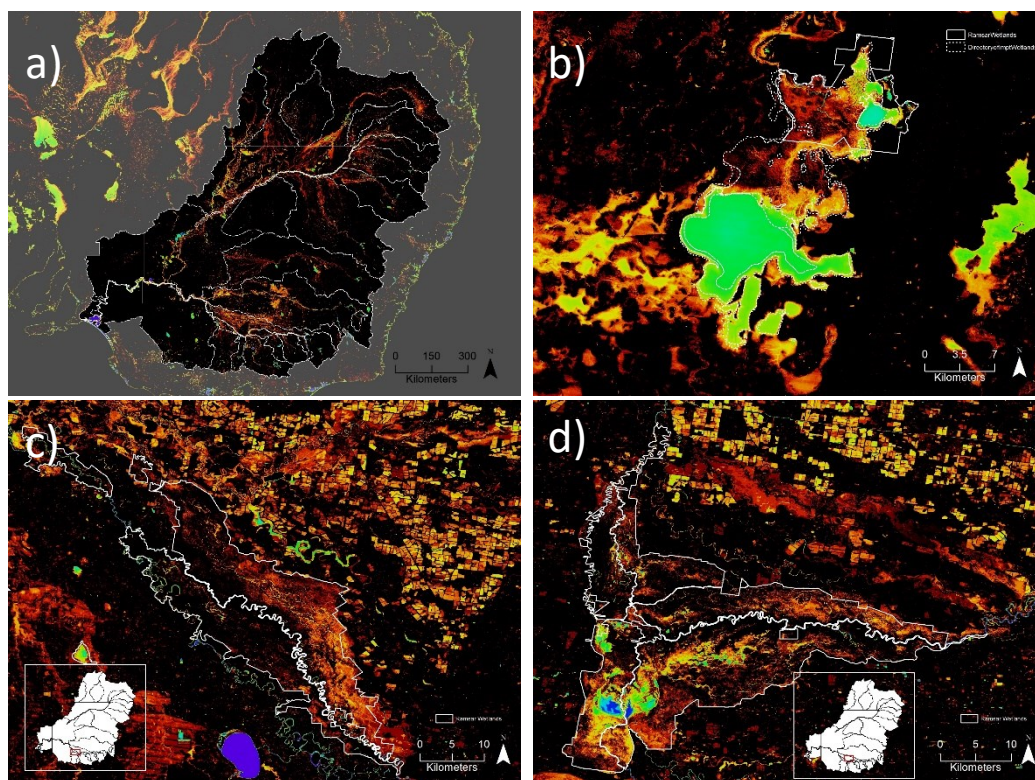 a)
0 150 300
Kilometers
N
b)
RamsarWetlands
DirectoryofImptWetlands
0 3.5 7
Kilometers
N
c)
Ramsar Wetlands
0 5 10
Kilometers
N
d)
Ramsar Wetlands
0 5 10
Kilometers
N